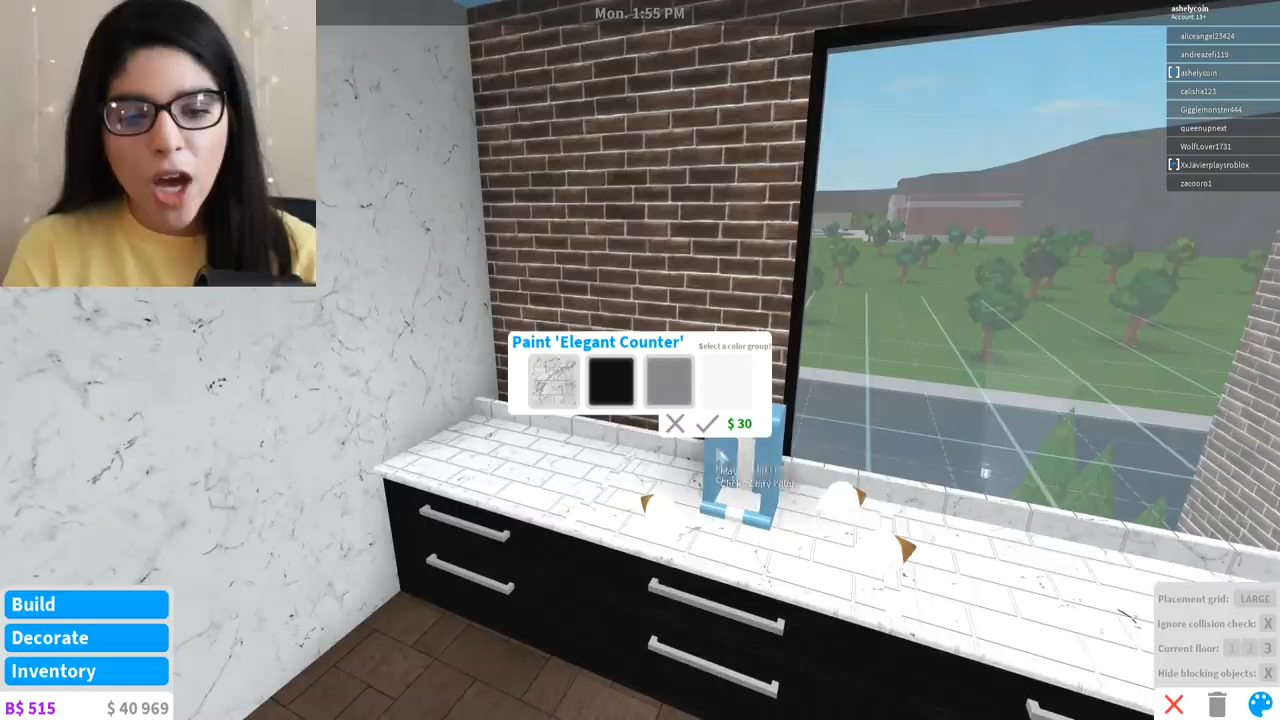 Mon. 1:55 PM
ashelycoin
Account: 13+
aliceangel23424
andreazefi119
[ ] ashelycoin
calisha123
Gigglemonster444
queenupnext
WolfLover1731
[ ] XxJavierplaysroblox
zacooro1
Paint 'Elegant Counter'
Select a color group!
$ 30
Build
Decorate
Inventory
B$ 515
$ 40 969
Placement grid: LARGE
Ignore collision check: X
Current floor: 1 2 3
Hide blocking objects: X